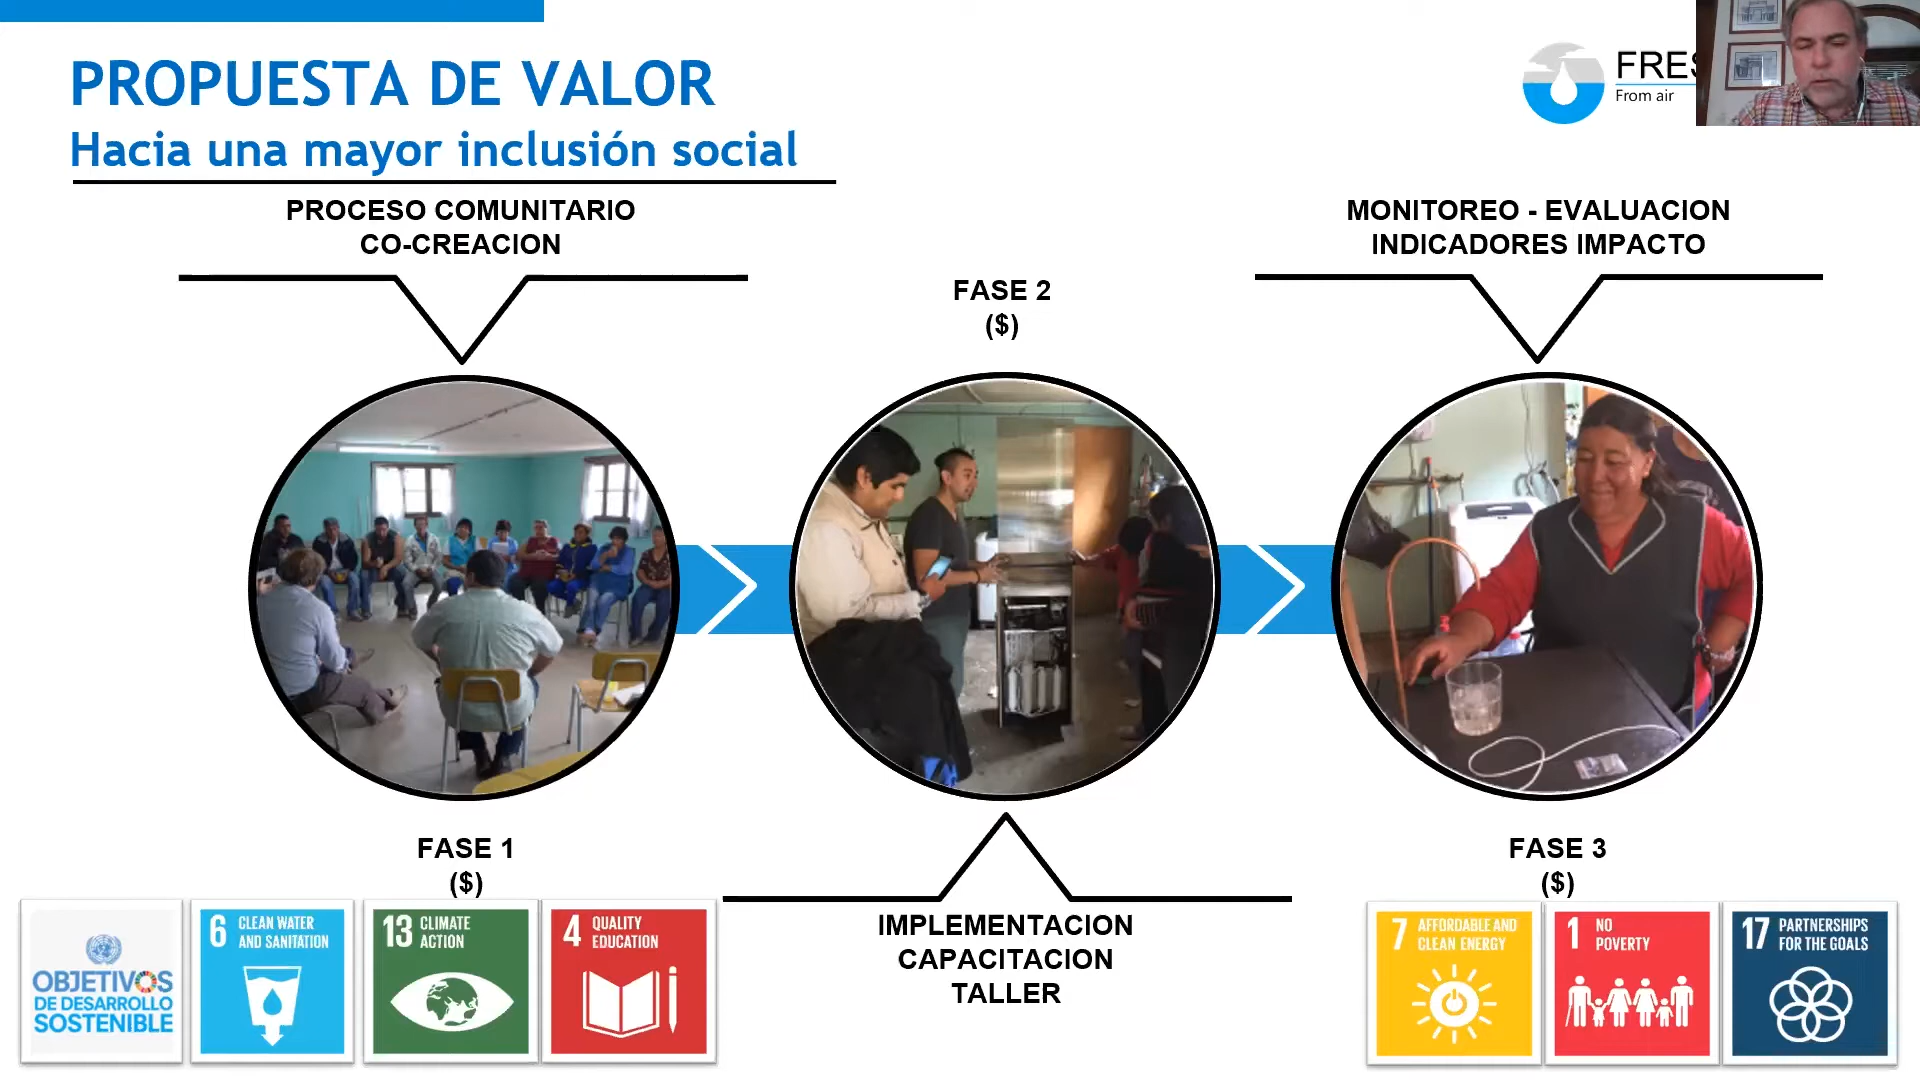 PROPUESTA DE VALOR
Hacia una mayor inclusión social
From air
PROCESO COMUNITARIO
CO-CREACION
FASE 2
($)
MONITOREO - EVALUACION
INDICADORES IMPACTO
FASE 1
($)
IMPLEMENTACION
CAPACITACION
TALLER
FASE 3
($)
OBJETIVOS
DE DESARROLLO
SOSTENIBLE
6 CLEAN WATER
AND SANITATION
13 CLIMATE
ACTION
4 QUALITY
EDUCATION
7 AFFORDABLE AND
CLEAN ENERGY
1 NO
POVERTY
17 PARTNERSHIPS
FOR THE GOALS